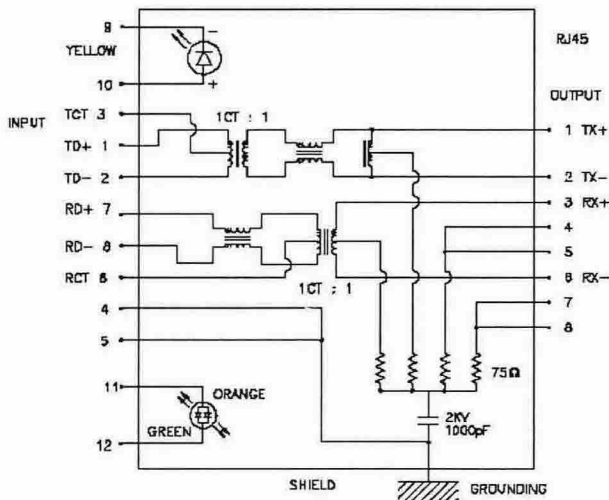 9
YELLOW
10
-
+
RJ45
INPUT
OUTPUT
TCT 3
1CT : 1
TD+ 1
TD- 2
1 TX+
2 TX-
RD+ 7
RD- 8
RCT 6
1CT : 1
3 RX+
4
5
6 RX-
7
8
4
5
75Ω
11
ORANGE
GREEN
12
2KV
1000pF
SHIELD
GROUNDING